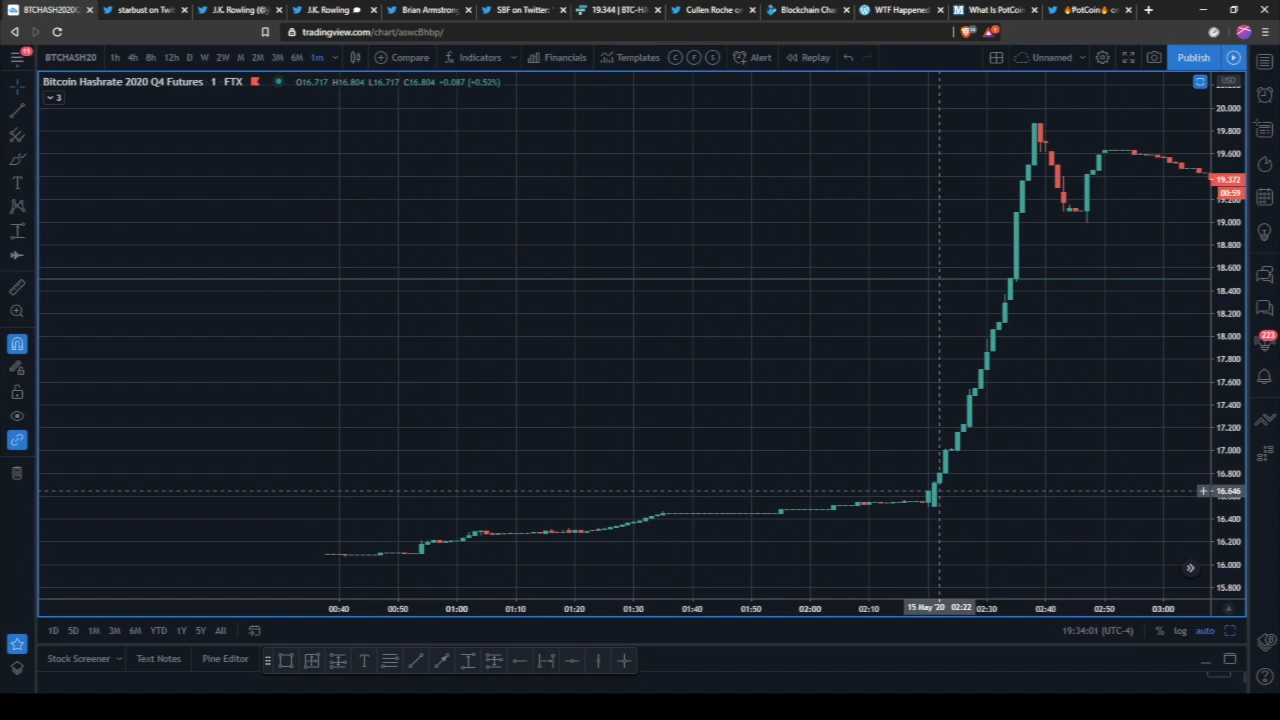 BTCHASH20
starbust on Twit
J.K. Rowling (@
J.K. Rowling
Brian Armstrong
SBF on Twitter:
19.344 | BTC-HA
Cullen Roche on
Blockchain Cha
WTF Happened
What Is PotCoin
PotCoin on
tradingview.com/chart/aswcBhbp/
11
BTCHASH20 1h 4h 8h 12h D W 2W M 2M 3M 6M 1m Compare Indicators Financials Templates C F S Alert Replay Unnamed Publish
Bitcoin Hashrate 2020 Q4 Futures · 1 · FTX O16.717 H16.804 L16.717 C16.804 +0.087 (+0.52%)
USD
3
20.000
19.800
19.600
19.372
00:59
19.200
19.000
18.800
18.600
18.400
18.200
18.000
17.800
17.600
17.400
17.200
17.000
16.800
16.646
16.400
16.200
16.000
15.800
223
00:40 00:50 01:00 01:10 01:20 01:30 01:40 01:50 02:00 02:10 15 May '20 02:22 02:30 02:40 02:50 03:00 A
1D 5D 1M 3M 6M YTD 1Y 5Y All 19:34:01 (UTC-4) % log auto
Stock Screener Text Notes Pine Editor T